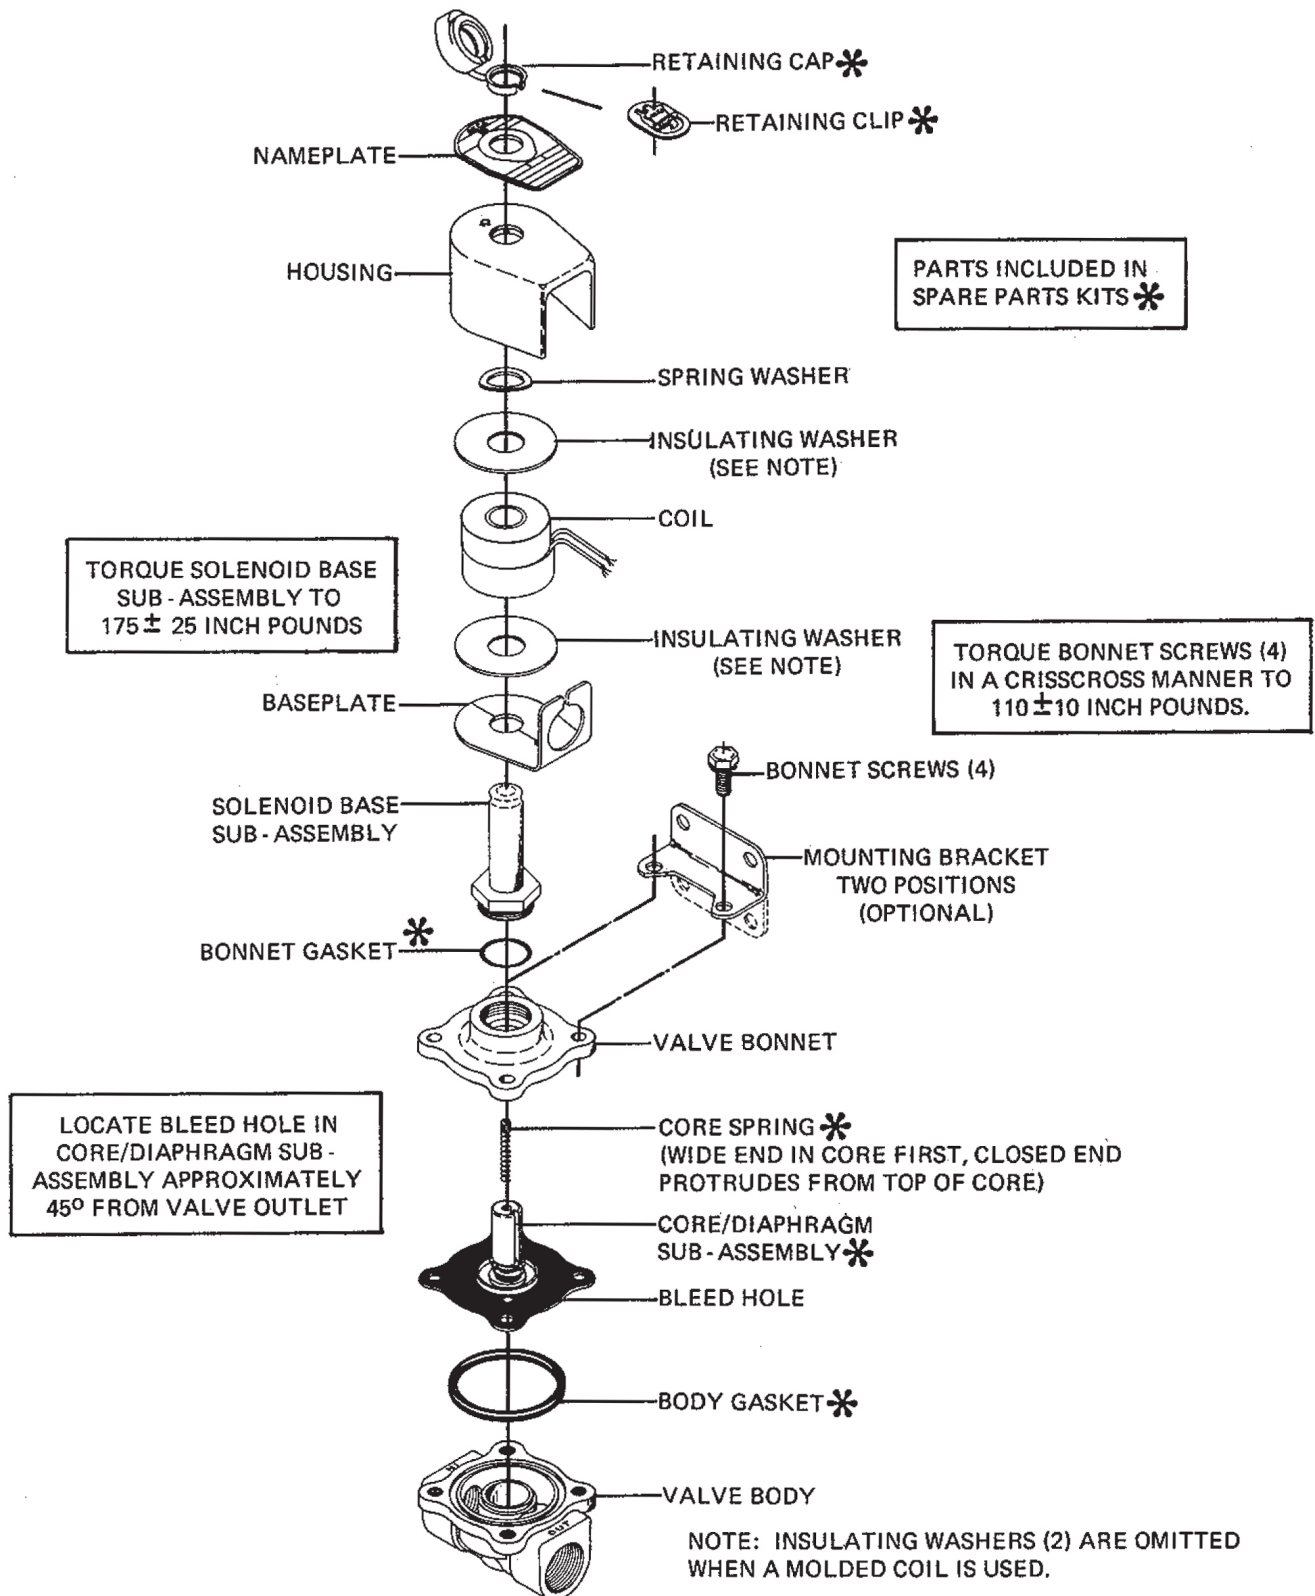 RETAINING CAP*
RETAINING CLIP*
NAMEPLATE
HOUSING
PARTS INCLUDED IN
SPARE PARTS KITS*
SPRING WASHER
INSULATING WASHER
(SEE NOTE)
COIL
TORQUE SOLENOID BASE
SUB-ASSEMBLY TO
175± 25 INCH POUNDS
INSULATING WASHER
(SEE NOTE)
TORQUE BONNET SCREWS (4)
IN A CRISSCROSS MANNER TO
110±10 INCH POUNDS.
BASEPLATE
BONNET SCREWS (4)
SOLENOID BASE
SUB-ASSEMBLY
MOUNTING BRACKET
TWO POSITIONS
(OPTIONAL)
BONNET GASKET*
VALVE BONNET
LOCATE BLEED HOLE IN
CORE/DIAPHRAGM SUB-
ASSEMBLY APPROXIMATELY
45º FROM VALVE OUTLET
CORE SPRING*
(WIDE END IN CORE FIRST, CLOSED END
PROTRUDES FROM TOP OF CORE)
CORE/DIAPHRAGM
SUB-ASSEMBLY*
BLEED HOLE
BODY GASKET*
IN
OUT
VALVE BODY
NOTE: INSULATING WASHERS (2) ARE OMITTED
WHEN A MOLDED COIL IS USED.